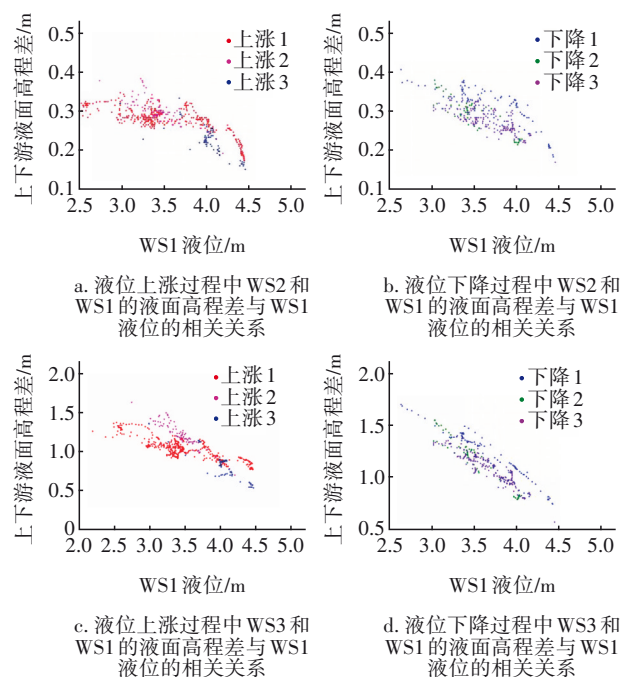 上下游液面高程差/m
0.5
0.4
0.3
0.2
0.1
上涨1
上涨2
上涨3
2.5 3.0 3.5 4.0 4.5 5.0
WS1 液位/m
a. 液位上涨过程中 WS2 和
WS1 的液面高程差与 WS1
液位的相关关系
上下游液面高程差/m
0.5
0.4
0.3
0.2
0.1
下降1
下降2
下降3
2.5 3.0 3.5 4.0 4.5 5.0
WS1 液位/m
b. 液位下降过程中 WS2 和
WS1 的液面高程差与 WS1
液位的相关关系
上下游液面高程差/m
2.0
1.5
1.0
0.5
0
上涨1
上涨2
上涨3
2.0 2.5 3.0 3.5 4.0 4.5 5.0
WS1 液位/m
c. 液位上涨过程中 WS3 和
WS1 的液面高程差与 WS1
液位的相关关系
上下游液面高程差/m
2.0
1.5
1.0
0.5
下降1
下降2
下降3
2.5 3.0 3.5 4.0 4.5 5.0
WS1 液位/m
d. 液位下降过程中 WS3 和
WS1 的液面高程差与 WS1
液位的相关关系